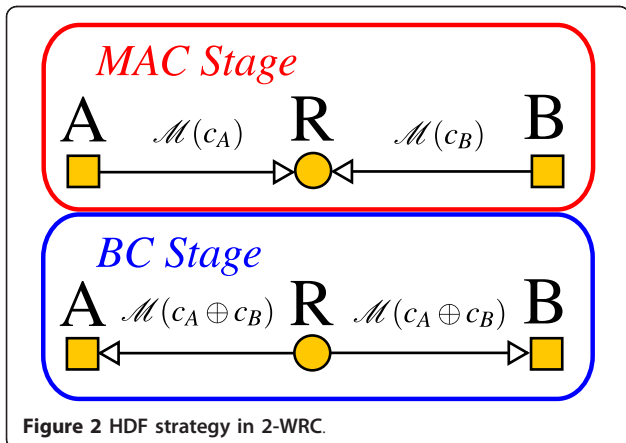 MAC Stage
A ℳ(c_A) R ℳ(c_B) B
BC Stage
A ℳ(c_A ⊕ c_B) R ℳ(c_A ⊕ c_B) B
Figure 2 HDF strategy in 2-WRC.